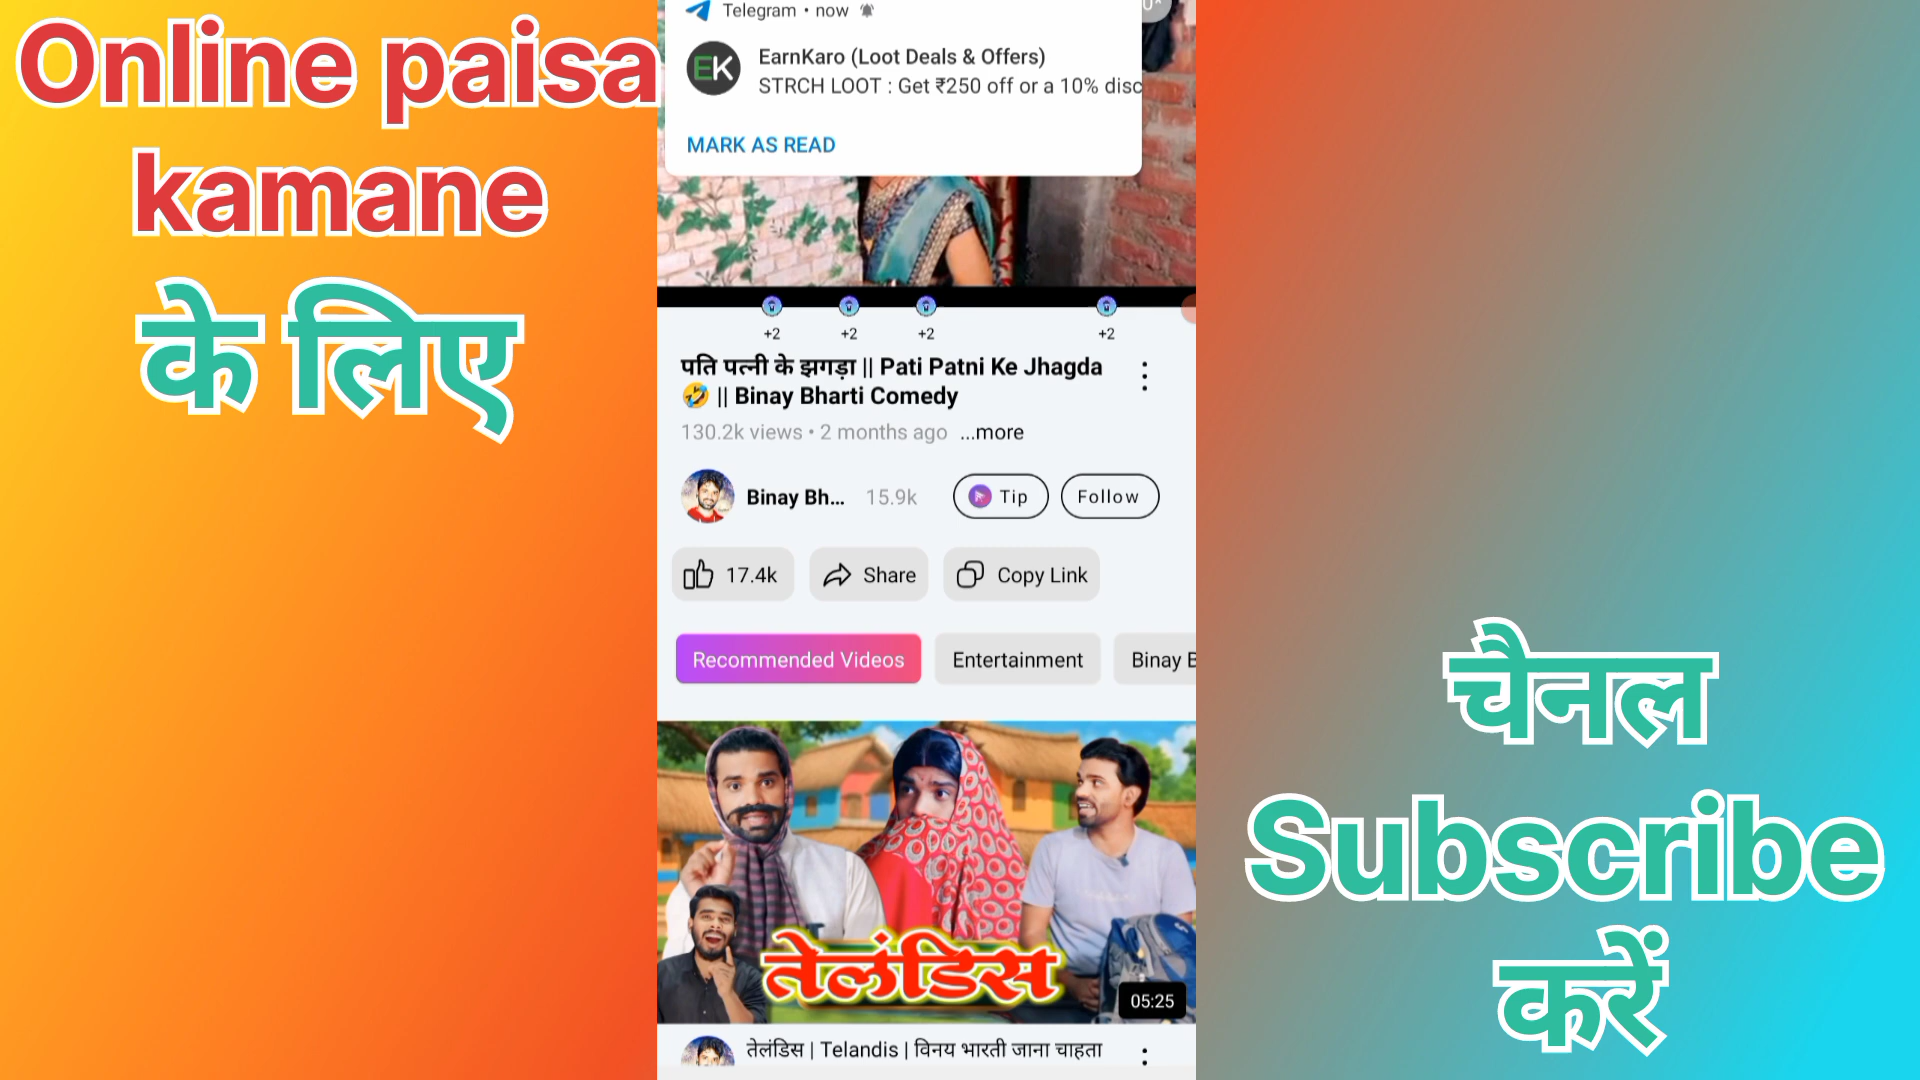 Online paisa
kamane
के लिए
Telegram • now
EK
EarnKaro (Loot Deals & Offers)
STRCH LOOT : Get ₹250 off or a 10% disc
MARK AS READ
+2
+2
+2
+2
पति पत्नी के झगड़ा || Pati Patni Ke Jhagda
🤣 || Binay Bharti Comedy
130.2k views • 2 months ago ...more
Binay Bh... 15.9k
Tip
Follow
17.4k
Share
Copy Link
Recommended Videos
Entertainment
Binay B
तेलंडिस
05:25
तेलंडिस | Telandis | विनय भारती जाना चाहता
चैनल
Subscribe
करें